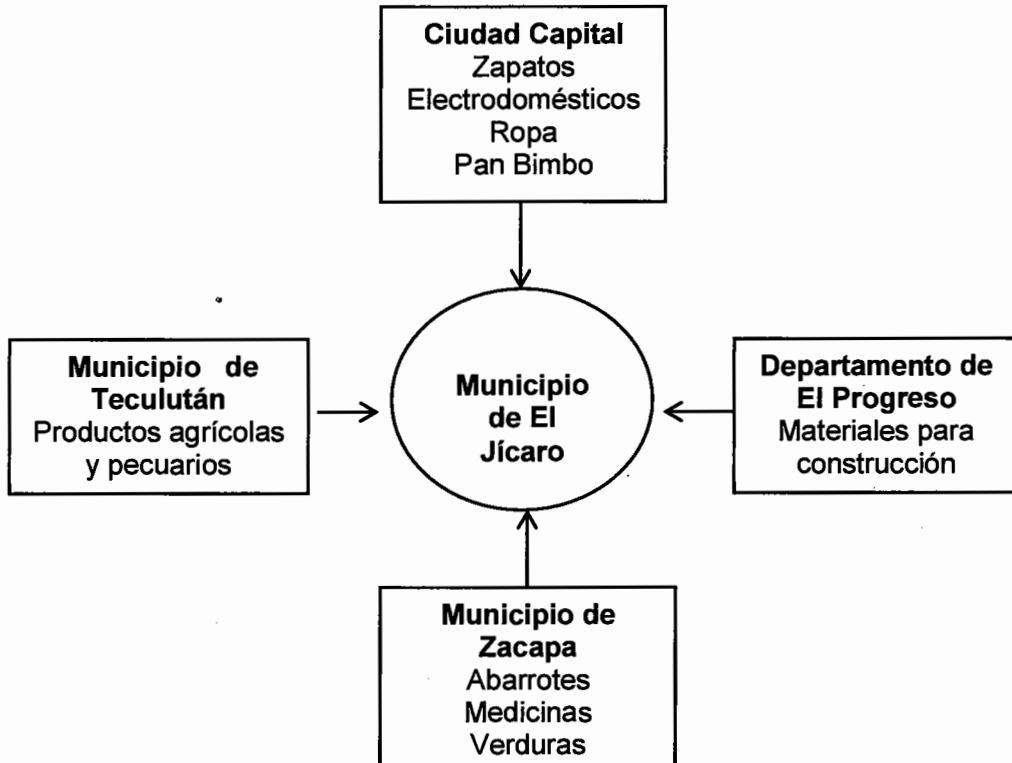 Ciudad Capital
Zapatos
Electrodomésticos
Ropa
Pan Bimbo
Municipio de
Teculután
Productos agrícolas
y pecuarios
Municipio
de El
Jícaro
Departamento de
El Progreso
Materiales para
construcción
Municipio de
Zacapa
Abarrotes
Medicinas
Verduras